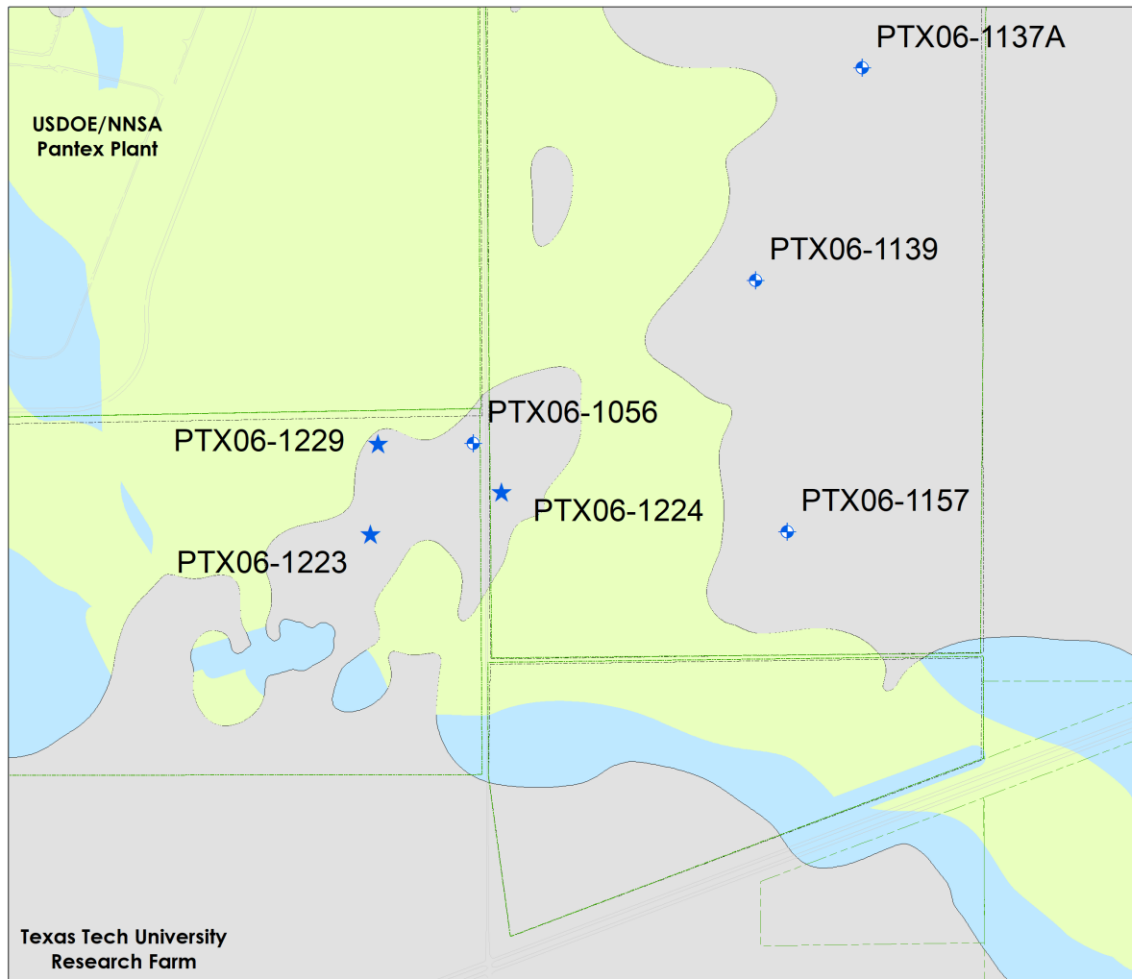 PTX06-1137A
USDOE/NNSA
Pantex Plant
PTX06-1139
PTX06-1056
PTX06-1229
PTX06-1224
PTX06-1157
PTX06-1223
Texas Tech University
Research Farm